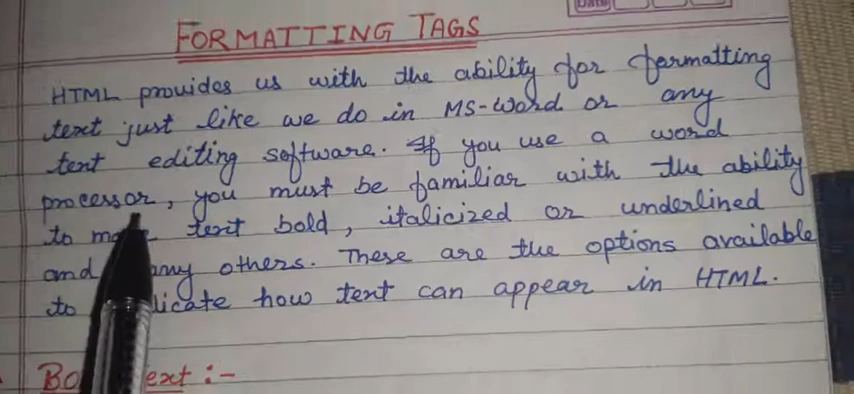 Date
FORMATTING TAGS
HTML provides us with the ability for formatting
text just like we do in MS-Word or any
text editing software. If you use a word
processor, you must be familiar with the ability
to text bold, italicized or underlined
and others. These are the options available
to how text can appear in HTML.
:-